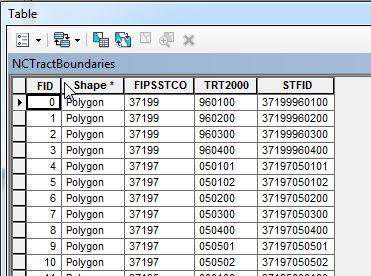 Table
NCTractBoundaries
FID Shape * FIPSSTCO TRT2000 STFID
0 Polygon 37199 960100 37199960100
1 Polygon 37199 960200 37199960200
2 Polygon 37199 960300 37199960300
3 Polygon 37199 960400 37199960400
4 Polygon 37197 050101 37197050101
5 Polygon 37197 050102 37197050102
6 Polygon 37197 050200 37197050200
7 Polygon 37197 050300 37197050300
8 Polygon 37197 050400 37197050400
9 Polygon 37197 050501 37197050501
10 Polygon 37197 050502 37197050502